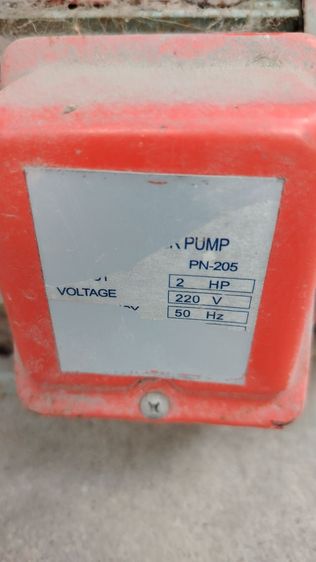 PUMP
PN-205
2 HP
VOLTAGE 220 V
50 Hz